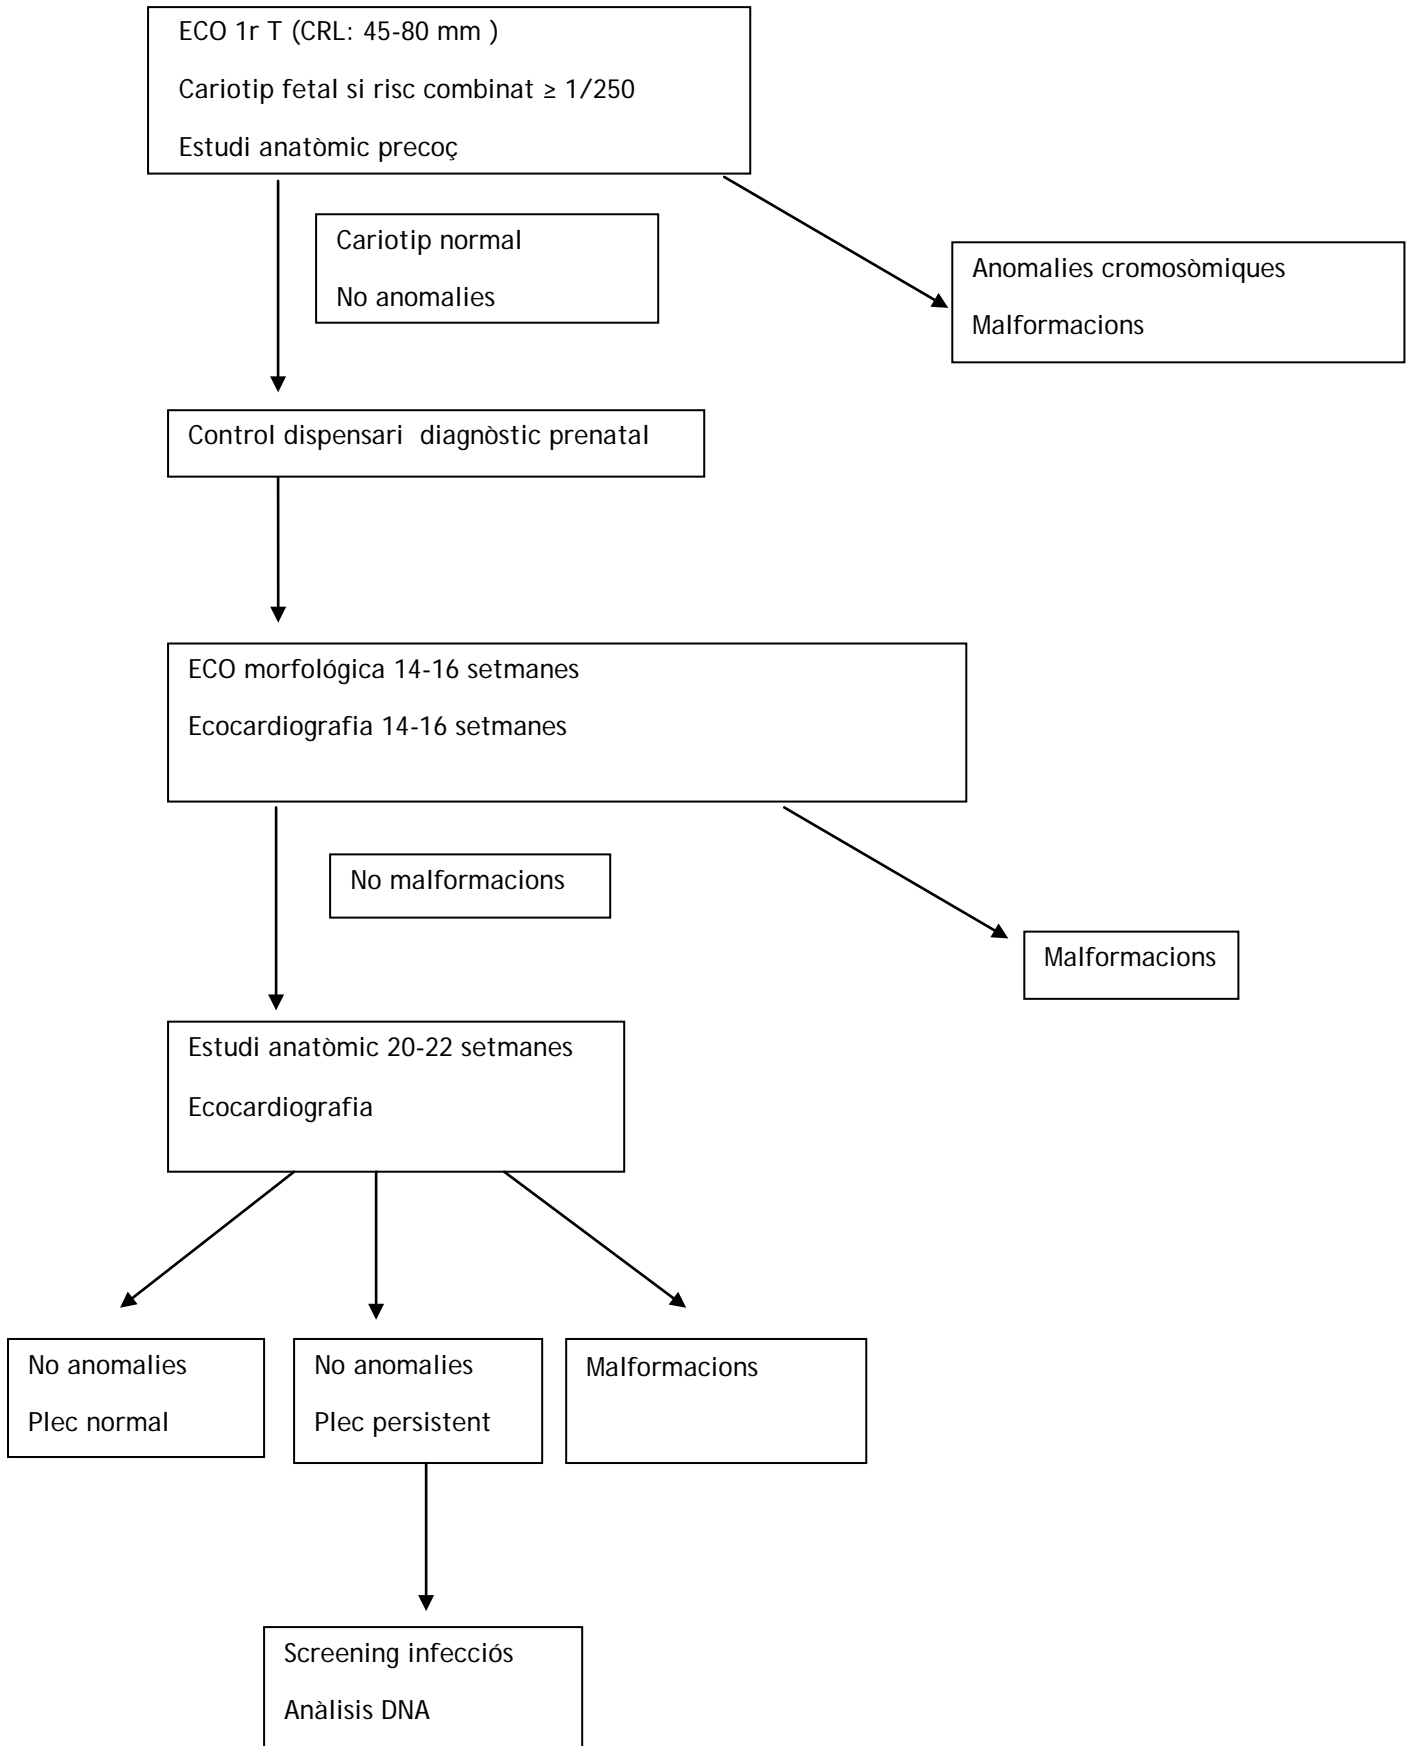 ECO 1r T (CRL: 45-80 mm )
Cariotip fetal si risc combinat ≥ 1/250
Estudi anatòmic precoç
Cariotip normal
No anomalies
Anomalies cromosòmiques
Malformacions
Control dispensari diagnòstic prenatal
ECO morfológica 14-16 setmanes
Ecocardiografia 14-16 setmanes
No malformacions
Malformacions
Estudi anatòmic 20-22 setmanes
Ecocardiografia
No anomalies
Plec normal
No anomalies
Plec persistent
Malformacions
Screening infecciós
Anàlisis DNA